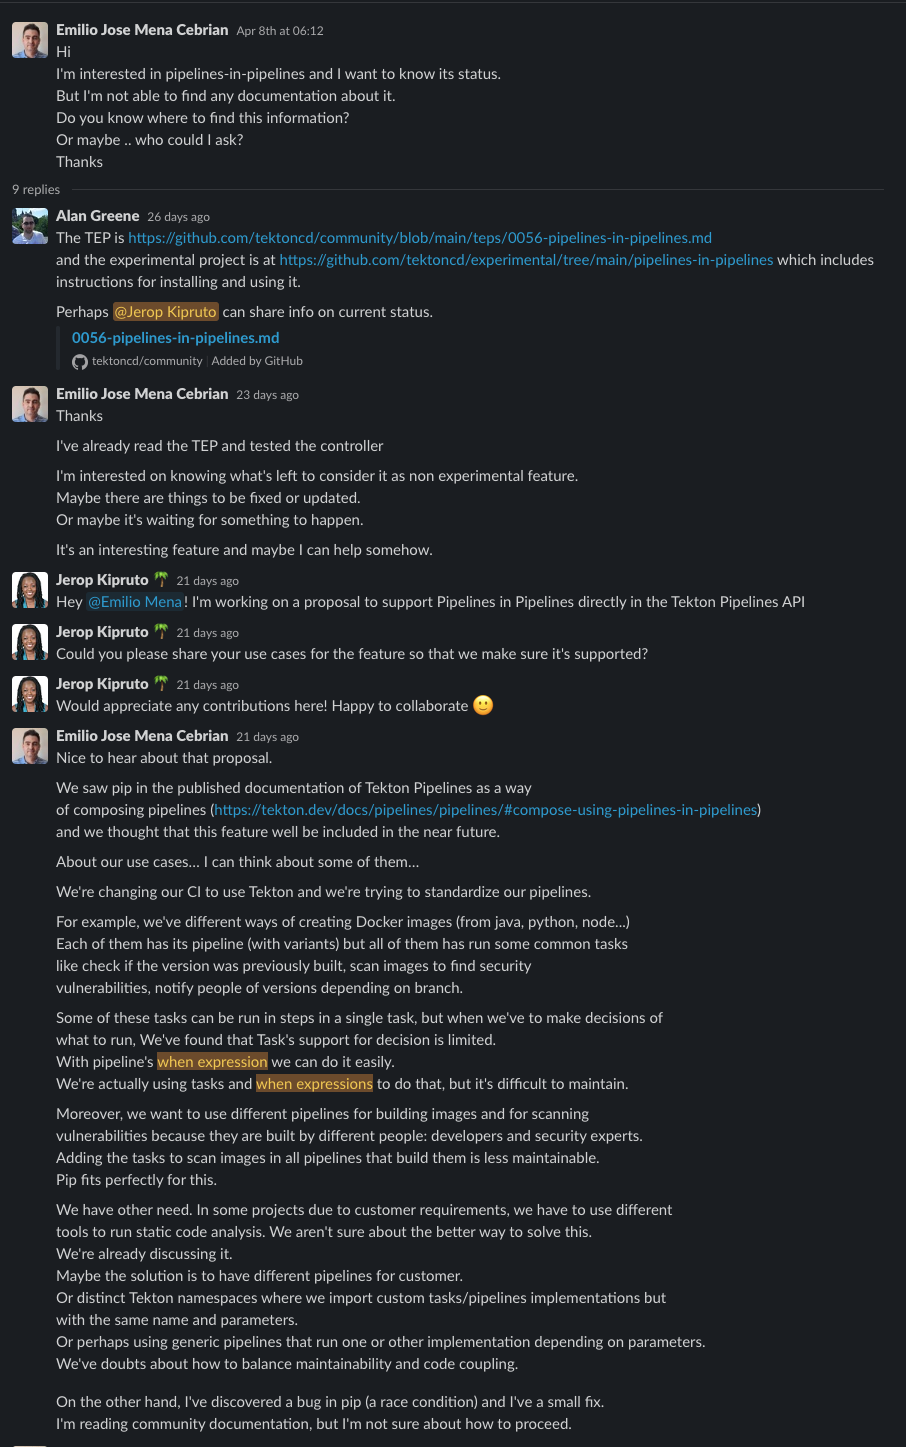 Emilio Jose Mena Cebrian Apr 8th at 06:12
Hi
I'm interested in pipelines-in-pipelines and I want to know its status.
But I'm not able to find any documentation about it.
Do you know where to find this information?
Or maybe .. who could I ask?
Thanks
9 replies
Alan Greene 26 days ago
The TEP is https://github.com/tektoncd/community/blob/main/teps/0056-pipelines-in-pipelines.md
and the experimental project is at https://github.com/tektoncd/experimental/tree/main/pipelines-in-pipelines which includes
instructions for installing and using it.
Perhaps @Jerop Kipruto can share info on current status.
0056-pipelines-in-pipelines.md
tektoncd/community Added by GitHub
Emilio Jose Mena Cebrian 23 days ago
Thanks
I've already read the TEP and tested the controller
I'm interested on knowing what's left to consider it as non experimental feature.
Maybe there are things to be fixed or updated.
Or maybe it's waiting for something to happen.
It's an interesting feature and maybe I can help somehow.
Jerop Kipruto 🌴 21 days ago
Hey @Emilio Mena! I'm working on a proposal to support Pipelines in Pipelines directly in the Tekton Pipelines API
Jerop Kipruto 🌴 21 days ago
Could you please share your use cases for the feature so that we make sure it's supported?
Jerop Kipruto 🌴 21 days ago
Would appreciate any contributions here! Happy to collaborate 🙂
Emilio Jose Mena Cebrian 21 days ago
Nice to hear about that proposal.
We saw pip in the published documentation of Tekton Pipelines as a way
of composing pipelines (https://tekton.dev/docs/pipelines/pipelines/#compose-using-pipelines-in-pipelines)
and we thought that this feature well be included in the near future.
About our use cases... I can think about some of them...
We're changing our CI to use Tekton and we're trying to standardize our pipelines.
For example, we've different ways of creating Docker images (from java, python, node...)
Each of them has its pipeline (with variants) but all of them has run some common tasks
like check if the version was previously built, scan images to find security
vulnerabilities, notify people of versions depending on branch.
Some of these tasks can be run in steps in a single task, but when we've to make decisions of
what to run, We've found that Task's support for decision is limited.
With pipeline's when expression we can do it easily.
We're actually using tasks and when expressions to do that, but it's difficult to maintain.
Moreover, we want to use different pipelines for building images and for scanning
vulnerabilities because they are built by different people: developers and security experts.
Adding the tasks to scan images in all pipelines that build them is less maintainable.
Pip fits perfectly for this.
We have other need. In some projects due to customer requirements, we have to use different
tools to run static code analysis. We aren't sure about the better way to solve this.
We're already discussing it.
Maybe the solution is to have different pipelines for customer.
Or distinct Tekton namespaces where we import custom tasks/pipelines implementations but
with the same name and parameters.
Or perhaps using generic pipelines that run one or other implementation depending on parameters.
We've doubts about how to balance maintainability and code coupling.
On the other hand, I've discovered a bug in pip (a race condition) and I've a small fix.
I'm reading community documentation, but I'm not sure about how to proceed.